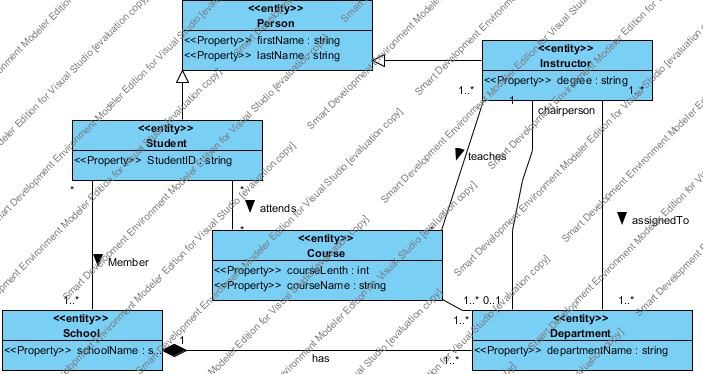 <<entity>>
Person
<<Property>> firstName : string
<<Property>> lastName : string
<<entity>>
Instructor
<<Property>> degree : string
1..*
1
1..*
chairperson
<<entity>>
Student
<<Property>> StudentID : string
teaches
*
*
attends
assignedTo
*
<<entity>>
Course
<<Property>> courseLenth : int
<<Property>> courseName : string
Member
1..*
1..*
0..1
1..*
1..*
<<entity>>
School
<<Property>> schoolName : s...
<<entity>>
Department
<<Property>> departmentName : string
1
has
1..*
Smart Development Environment Modeler Edition for Visual Studio [evaluation copy]